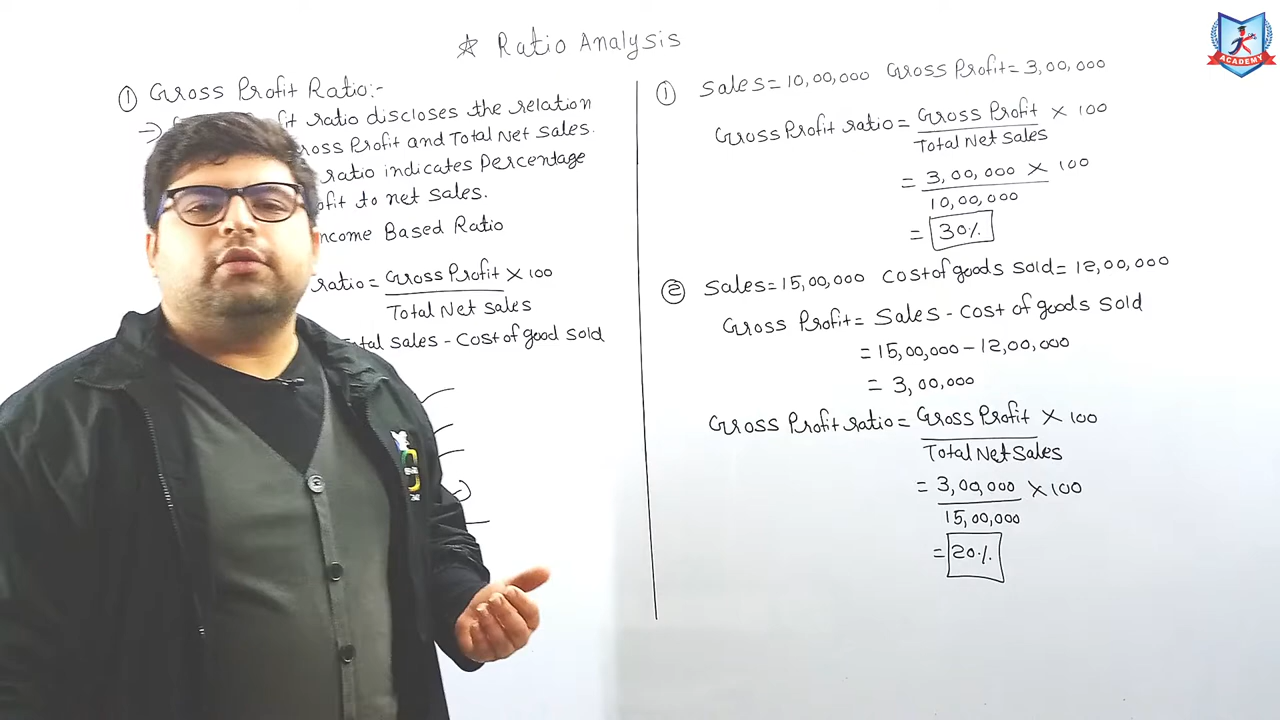 ☆ Ratio Analysis
① Gross Profit Ratio:-
→ ratio discloses the relation
Gross Profit and Total Net Sales.
ratio indicates Percentage
to net sales.
Income Based Ratio
ratio = Gross Profit × 100
Total Net Sales
Total sales - Cost of good sold
① Sales = 10,00,000 Gross Profit = 3,00,000
Gross Profit ratio = Gross Profit × 100
Total Net Sales
= 3,00,000 × 100
10,00,000
= 30%
② Sales = 15,00,000 Cost of goods sold = 12,00,000
Gross Profit = Sales - Cost of goods sold
= 15,00,000 - 12,00,000
= 3,00,000
Gross Profit ratio = Gross Profit × 100
Total Net Sales
= 3,00,000 × 100
15,00,000
= 20%
ACADEMY